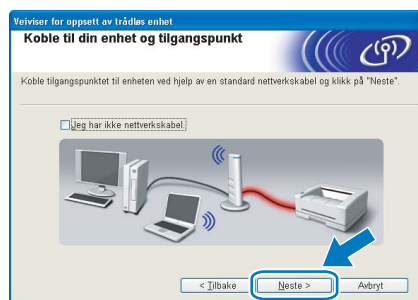 Veiviser for oppsett av trådløs enhet
Koble til din enhet og tilgangspunkt
Koble tilgangspunktet til enheten ved hjelp av en standard nettverkskabel og klikk på "Neste".
Jeg har ikke nettverkskabel.
< Tilbake
Neste >
Avbryt